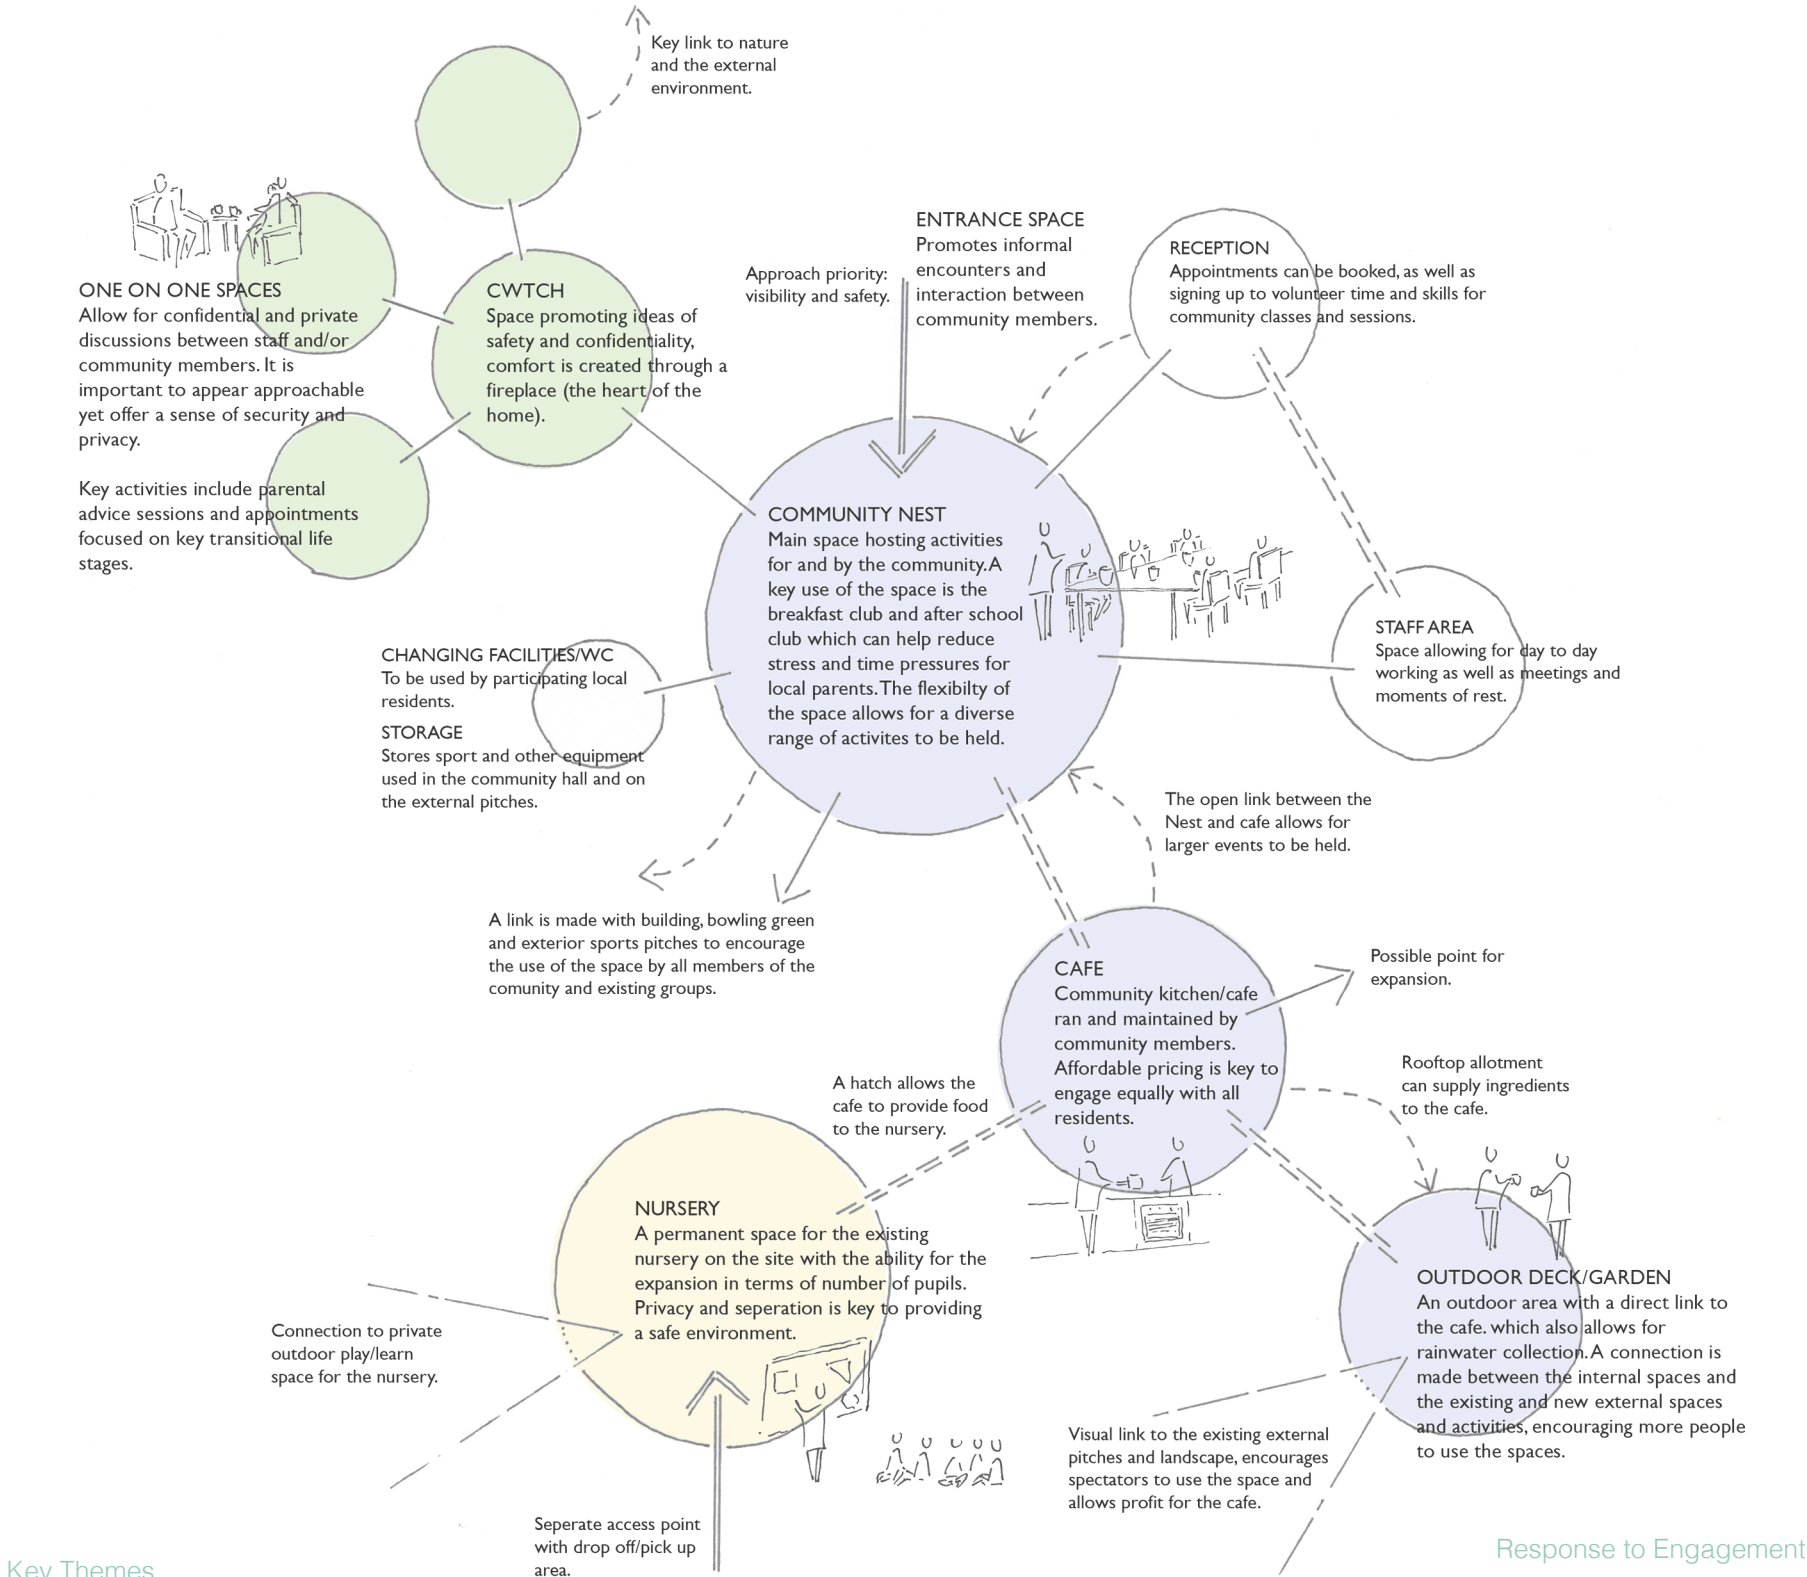 Key link to nature
and the external
environment.
ONE ON ONE SPACES
Allow for confidential and private
discussions between staff and/or
community members. It is
important to appear approachable
yet offer a sense of security and
privacy.
Key activities include parental
advice sessions and appointments
focused on key transitional life
stages.
CWTCH
Space promoting ideas of
safety and confidentiality,
comfort is created through a
fireplace (the heart of the
home).
Approach priority:
visibility and safety.
ENTRANCE SPACE
Promotes informal
encounters and
interaction between
community members.
RECEPTION
Appointments can be booked, as well as
signing up to volunteer time and skills for
community classes and sessions.
COMMUNITY NEST
Main space hosting activities
for and by the community. A
key use of the space is the
breakfast club and after school
club which can help reduce
stress and time pressures for
local parents. The flexibilty of
the space allows for a diverse
range of activites to be held.
STAFF AREA
Space allowing for day to day
working as well as meetings and
moments of rest.
CHANGING FACILITIES/WC
To be used by participating local
residents.
STORAGE
Stores sport and other equipment
used in the community hall and on
the external pitches.
The open link between the
Nest and cafe allows for
larger events to be held.
A link is made with building, bowling green
and exterior sports pitches to encourage
the use of the space by all members of the
comunity and existing groups.
CAFE
Community kitchen/cafe
ran and maintained by
community members.
Affordable pricing is key to
engage equally with all
residents.
Possible point for
expansion.
Rooftop allotment
can supply ingredients
to the cafe.
A hatch allows the
cafe to provide food
to the nursery.
NURSERY
A permanent space for the existing
nursery on the site with the ability for the
expansion in terms of number of pupils.
Privacy and seperation is key to providing
a safe environment.
OUTDOOR DECK/GARDEN
An outdoor area with a direct link to
the cafe. which also allows for
rainwater collection. A connection is
made between the internal spaces and
the existing and new external spaces
and activities, encouraging more people
to use the spaces.
Connection to private
outdoor play/learn
space for the nursery.
Visual link to the existing external
pitches and landscape, encourages
spectators to use the space and
allows profit for the cafe.
Seperate access point
with drop off/pick up
area.
Key Themes
Response to Engagement